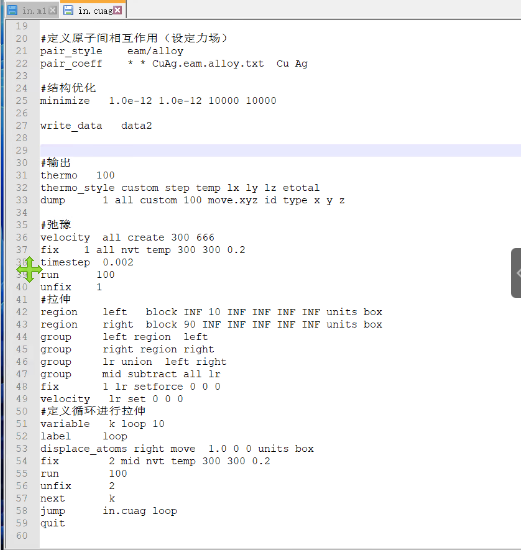 in.a1
in.cuag
19
20 #定义原子间相互作用（设定力场）
21 pair_style eam/alloy
22 pair_coeff * * CuAg.eam.alloy.txt Cu Ag
23
24 #结构优化
25 minimize 1.0e-12 1.0e-12 10000 10000
26
27 write_data data2
28
29
30 #输出
31 thermo 100
32 thermo_style custom step temp lx ly lz etotal
33 dump 1 all custom 100 move.xyz id type x y z
34
35 #弛豫
36 velocity all create 300 666
37 fix 1 all nvt temp 300 300 0.2
38 timestep 0.002
39 run 100
40 unfix 1
41 #拉伸
42 region left block INF 10 INF INF INF INF units box
43 region right block 90 INF INF INF INF INF units box
44 group left region left
45 group right region right
46 group lr union left right
47 group mid subtract all lr
48 fix 1 lr setforce 0 0 0
49 velocity lr set 0 0 0
50 #定义循环进行拉伸
51 variable k loop 10
52 label loop
53 displace_atoms right move 1.0 0 0 units box
54 fix 2 mid nvt temp 300 300 0.2
55 run 100
56 unfix 2
57 next k
58 jump in.cuag loop
59 quit
60